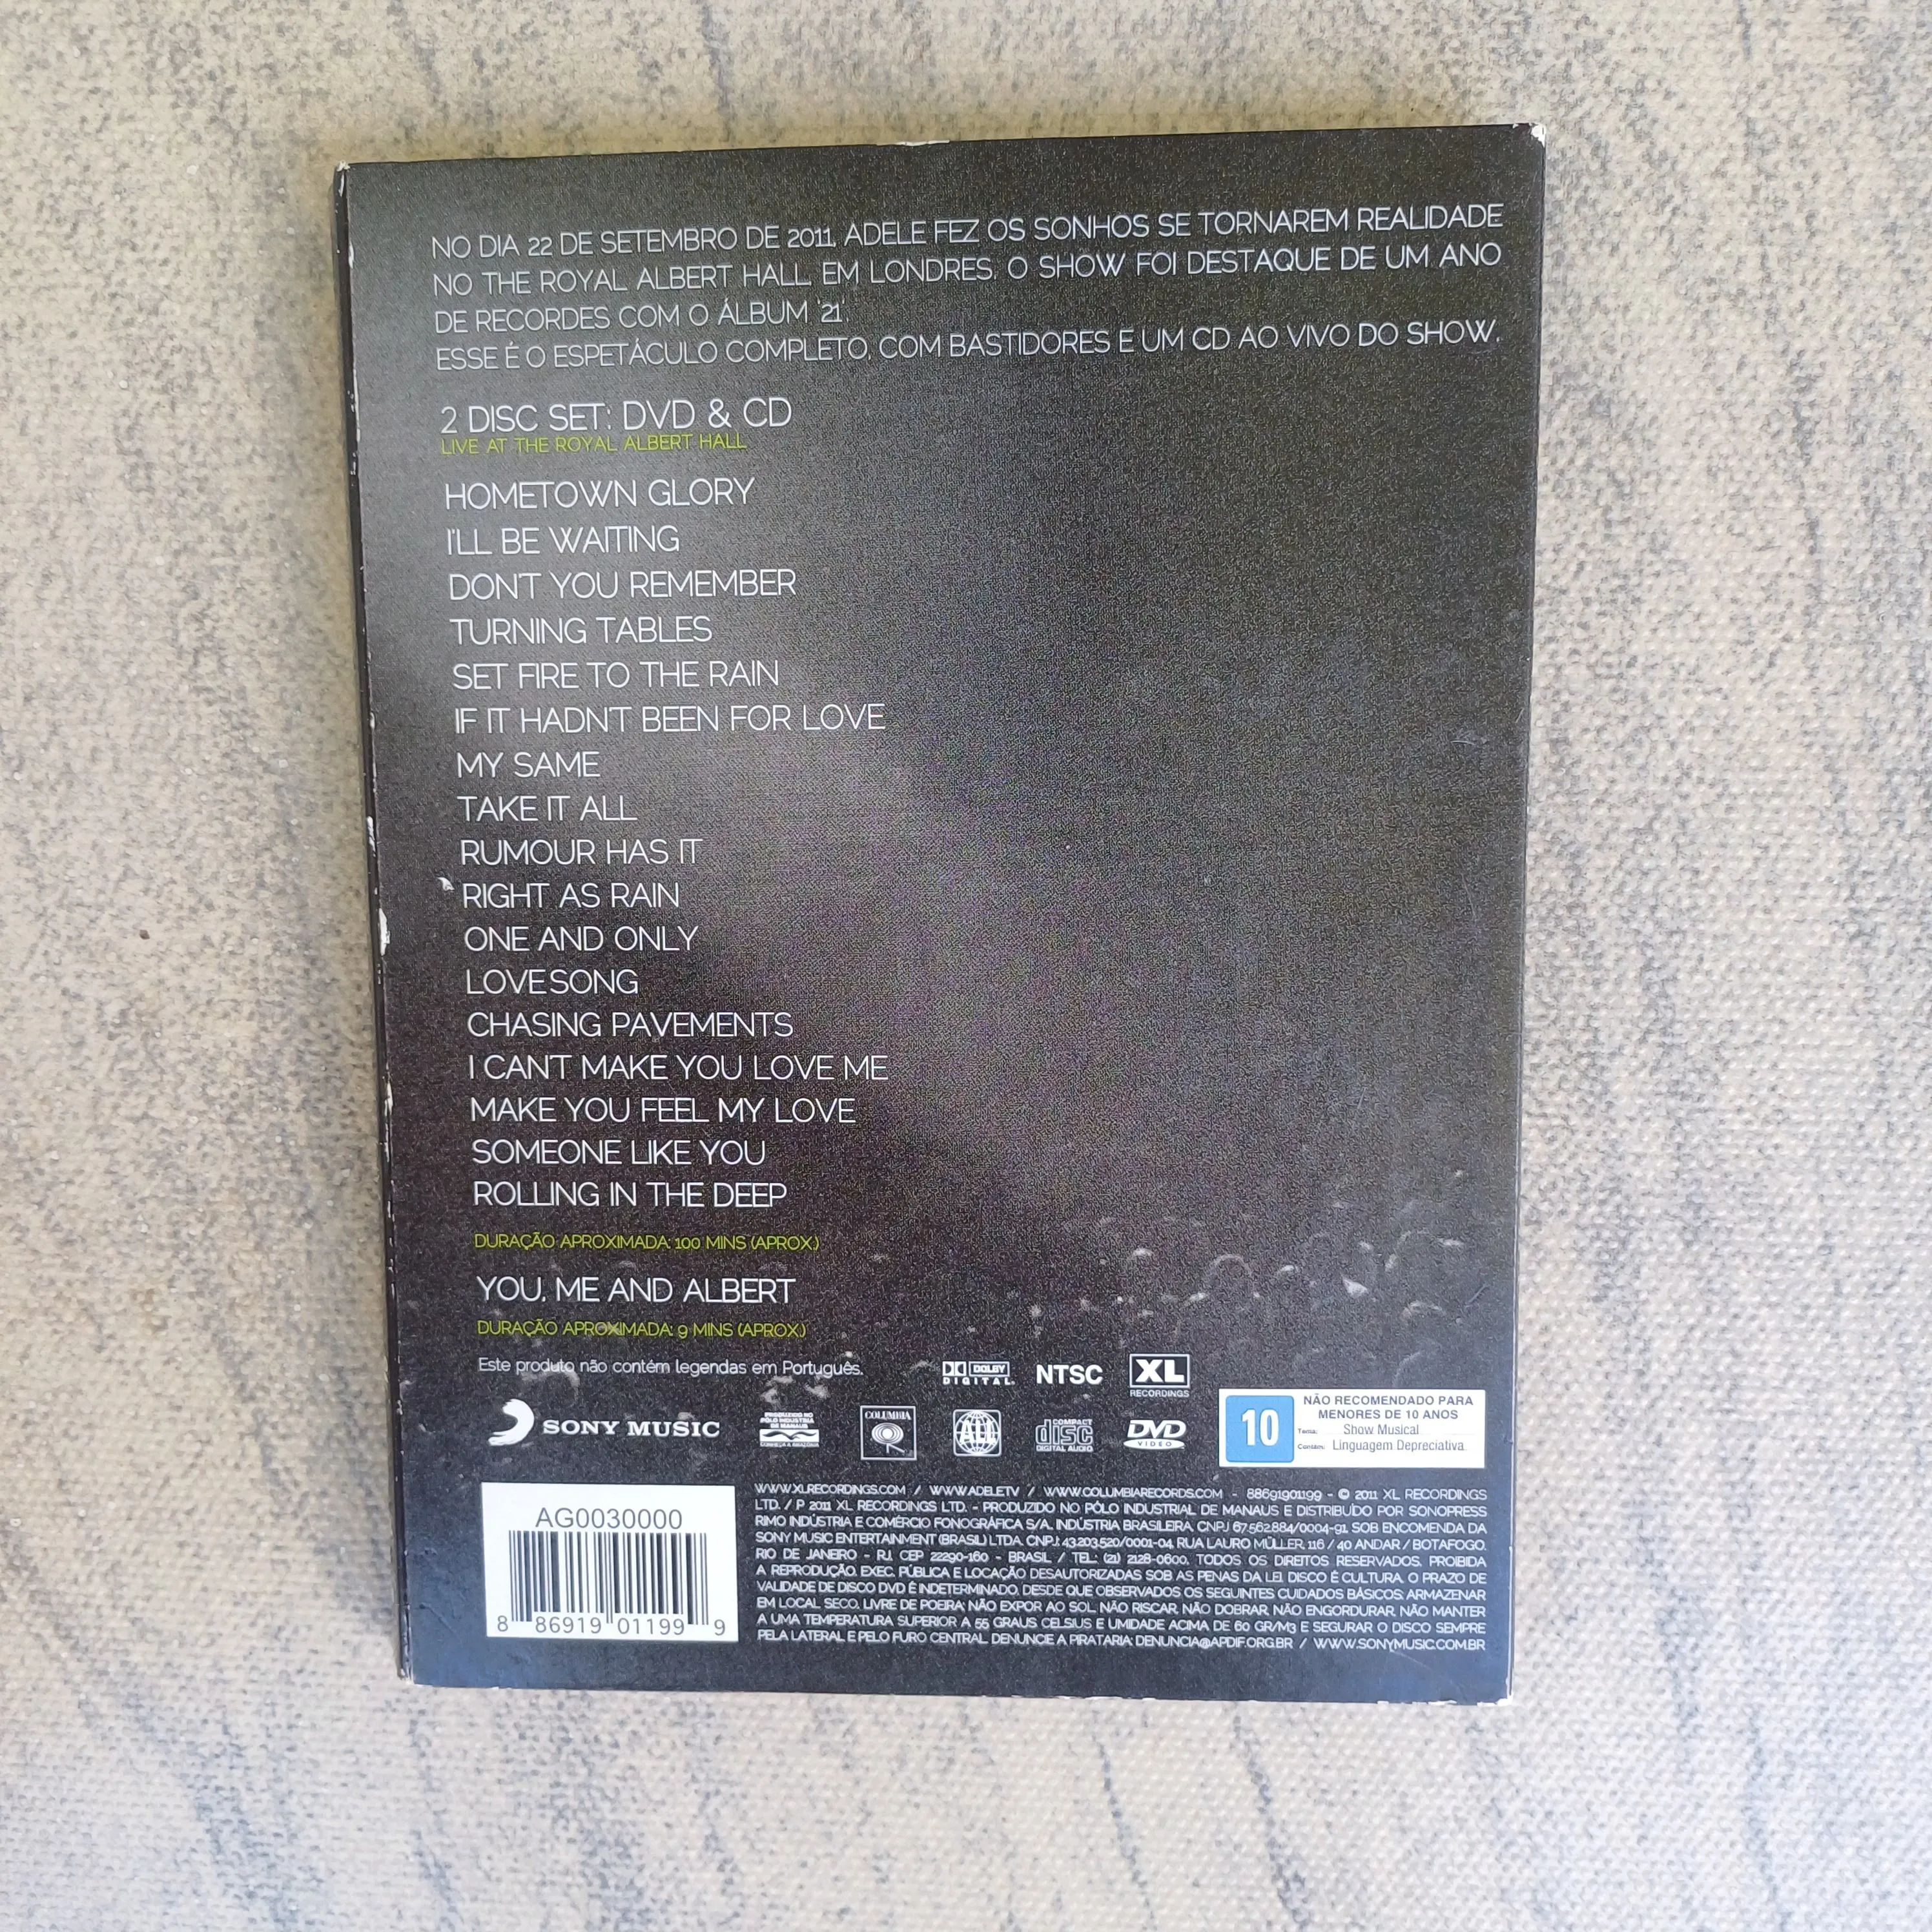 NO DIA 22 DE SETEMBRO DE 2011, ADELE FEZ OS SONHOS SE TORNAREM REALIDADE
NO THE ROYAL ALBERT HALL, EM LONDRES. O SHOW FOI DESTAQUE DE UM ANO
DE RECORDES COM O ÁLBUM '21'.
ESSE É O ESPETÁCULO COMPLETO, COM BASTIDORES E UM CD AO VIVO DO SHOW.
2 DISC SET: DVD & CD
LIVE AT THE ROYAL ALBERT HALL
HOMETOWN GLORY
I'LL BE WAITING
DON'T YOU REMEMBER
TURNING TABLES
SET FIRE TO THE RAIN
IF IT HADN'T BEEN FOR LOVE
MY SAME
TAKE IT ALL
RUMOUR HAS IT
RIGHT AS RAIN
ONE AND ONLY
LOVESONG
CHASING PAVEMENTS
I CAN'T MAKE YOU LOVE ME
MAKE YOU FEEL MY LOVE
SOMEONE LIKE YOU
ROLLING IN THE DEEP
DURAÇÃO APROXIMADA: 100 MINS (APROX.)
YOU, ME AND ALBERT
DURAÇÃO APROXIMADA: 9 MINS (APROX.)
Este produto não contém legendas em Português.
DOLBY
DIGITAL
NTSC
XL
RECORDINGS
SONY MUSIC
PRODUZIDO NO
PÓLO INDUSTRIAL
DE MANAUS
CONHEÇA A AMAZÔNIA
COLUMBIA
ALL
COMPACT
disc
DIGITAL AUDIO
DVD
VIDEO
10
NÃO RECOMENDADO PARA
MENORES DE 10 ANOS
Tema: Show Musical
Contém: Linguagem Depreciativa
AG0030000
8 86919 01199 9
WWW.XLRECORDINGS.COM / WWW.ADELE.TV / WWW.COLUMBIARECORDS.COM - 88691901199 - © 2011 XL RECORDINGS
LTD. / P 2011 XL RECORDINGS LTD. - PRODUZIDO NO PÓLO INDUSTRIAL DE MANAUS E DISTRIBUÍDO POR SONOPRESS
RIMO INDÚSTRIA E COMÉRCIO FONOGRÁFICA S/A, INDÚSTRIA BRASILEIRA, CNPJ 67.562.884/0004-91, SOB ENCOMENDA DA
SONY MUSIC ENTERTAINMENT (BRASIL) LTDA. CNPJ: 43.203.520/0001-04, RUA LAURO MÜLLER, 116 / 40 ANDAR / BOTAFOGO,
RIO DE JANEIRO - RJ, CEP 22290-160 - BRASIL / TEL.: (21) 2128-0600. TODOS OS DIREITOS RESERVADOS. PROIBIDA
A REPRODUÇÃO, EXEC. PÚBLICA E LOCAÇÃO DESAUTORIZADAS SOB AS PENAS DA LEI. DISCO É CULTURA. O PRAZO DE
VALIDADE DE DISCO DVD É INDETERMINADO, DESDE QUE OBSERVADOS OS SEGUINTES CUIDADOS BÁSICOS: ARMAZENAR
EM LOCAL SECO, LIVRE DE POEIRA; NÃO EXPOR AO SOL, NÃO RISCAR, NÃO DOBRAR, NÃO ENGORDURAR, NÃO MANTER
A UMA TEMPERATURA SUPERIOR A 55 GRAUS CELSIUS E UMIDADE ACIMA DE 60 GR/M3 E SEGURAR O DISCO SEMPRE
PELA LATERAL E PELO FURO CENTRAL. DENUNCIE A PIRATARIA: DENUNCIA@APDIF.ORG.BR / WWW.SONYMUSIC.COM.BR